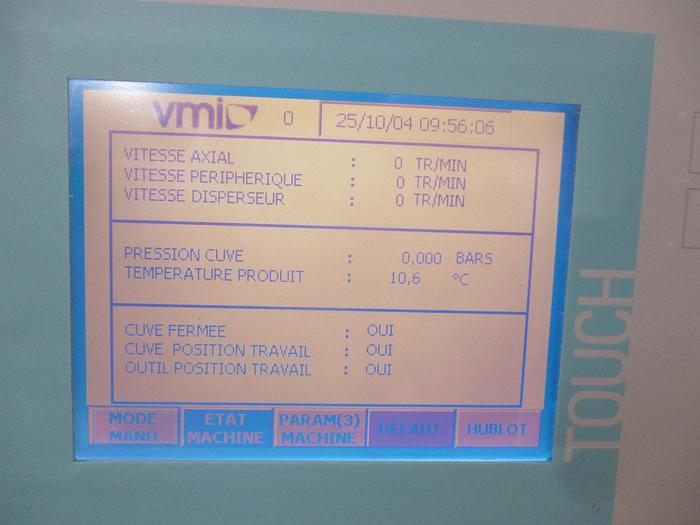 vmi 0 25/10/04 09:56:06
VITESSE AXIAL : 0 TR/MIN
VITESSE PERIPHERIQUE : 0 TR/MIN
VITESSE DISPERSEUR : 0 TR/MIN
PRESSION CUVE : 0,000 BARS
TEMPERATURE PRODUIT : 10,6 °C
CUVE FERMEE : OUI
CUVE POSITION TRAVAIL : OUI
OUTIL POSITION TRAVAIL : OUI
MODE MANU
ETAT MACHINE
PARAM(3) MACHINE
DEFAUT
HUBLOT
TOUCH